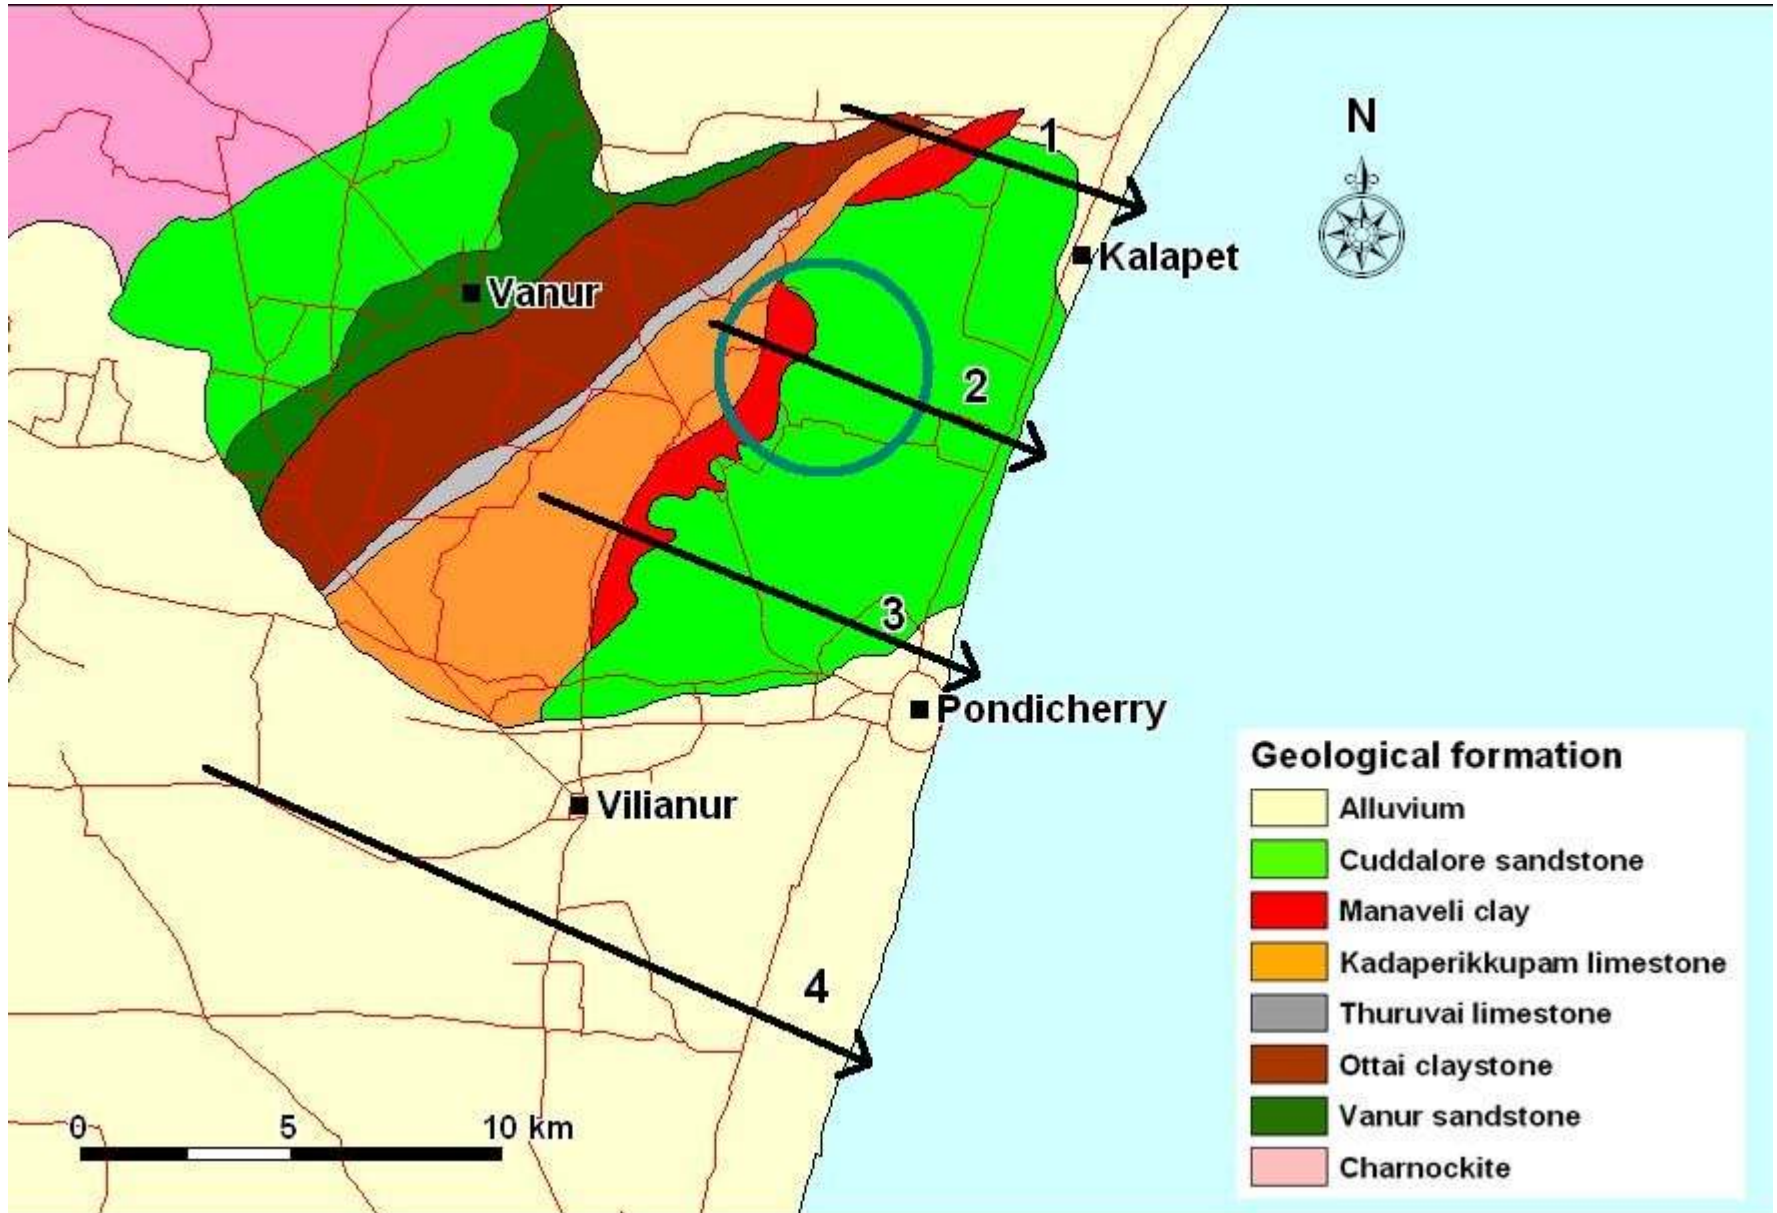 N
1
Kalapet
Vanur
2
3
Pondicherry
Vilianur
4
0 5 10 km
Geological formation
Alluvium
Cuddalore sandstone
Manaveli clay
Kadaperikkupam limestone
Thuruvai limestone
Ottai claystone
Vanur sandstone
Charnockite